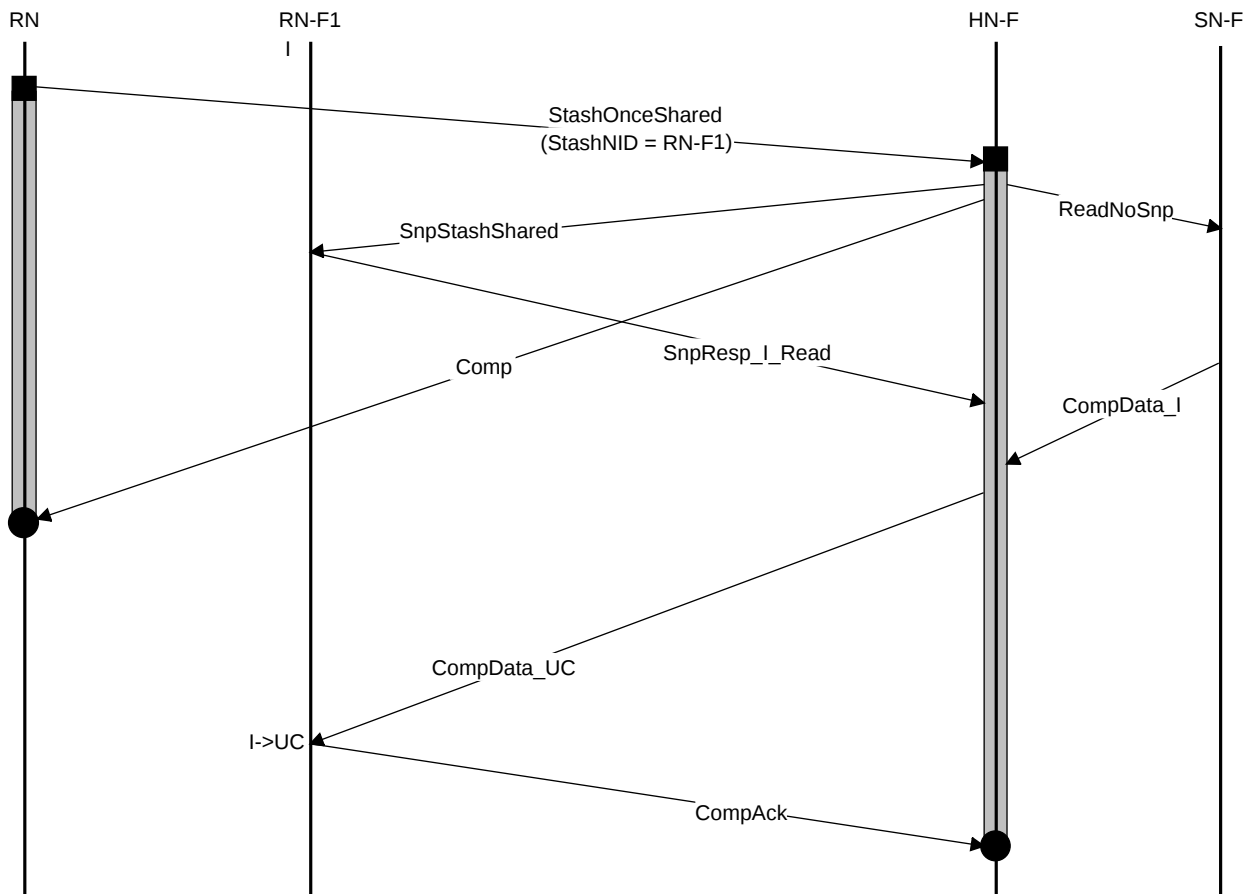 RN
RN-F1
HN-F
SN-F
I
StashOnceShared
(StashNID = RN-F1)
ReadNoSnp
SnpStashShared
SnpResp_I_Read
Comp
CompData_I
CompData_UC
I->UC
CompAck